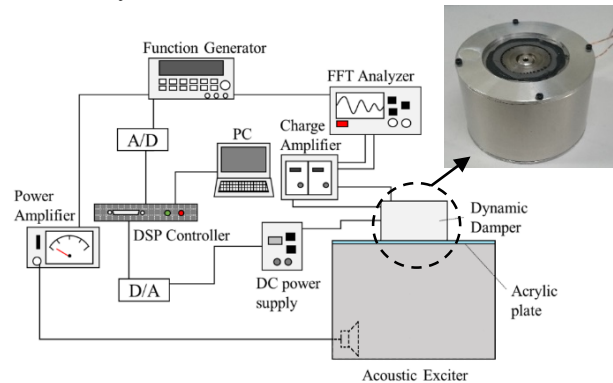 Function Generator
FFT Analyzer
A/D
PC
Charge
Amplifier
Power
Amplifier
DSP Controller
Dynamic
Damper
D/A
DC power
supply
Acrylic
plate
Acoustic Exciter